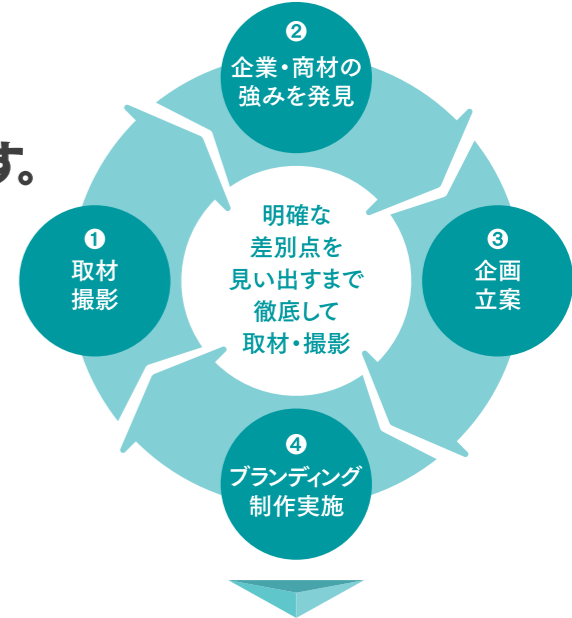 す。
❶
取材
撮影
❷
企業・商材の
強みを発見
❸
企画
立案
❹
ブランディング
制作実施
明確な
差別点を
見い出すまで
徹底して
取材・撮影